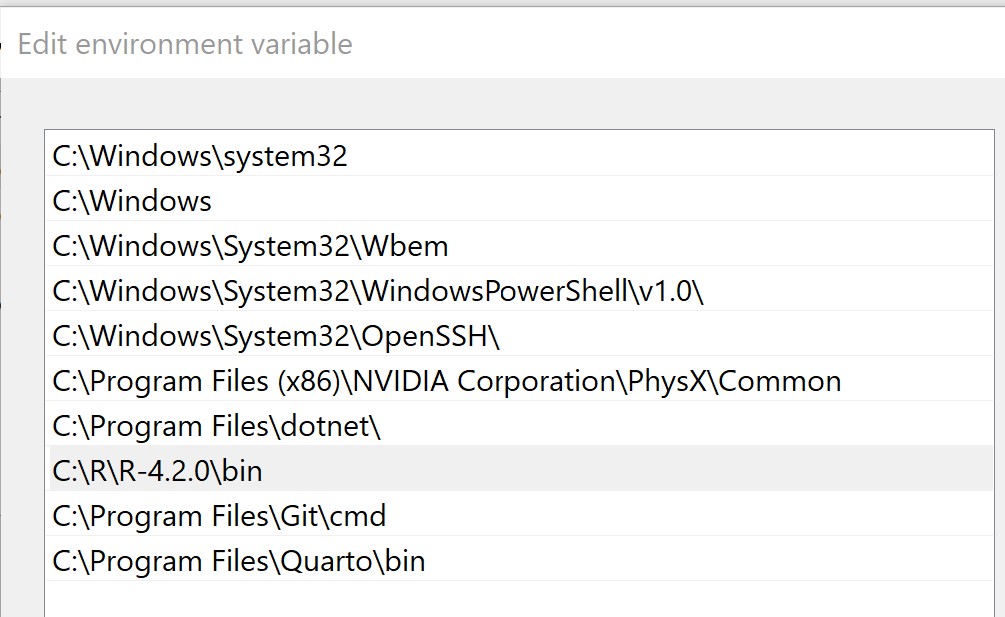 Edit environment variable
C:\Windows\system32
C:\Windows
C:\Windows\System32\Wbem
C:\Windows\System32\WindowsPowerShell\v1.0\
C:\Windows\System32\OpenSSH\
C:\Program Files (x86)\NVIDIA Corporation\PhysX\Common
C:\Program Files\dotnet\
C:\R\R-4.2.0\bin
C:\Program Files\Git\cmd
C:\Program Files\Quarto\bin